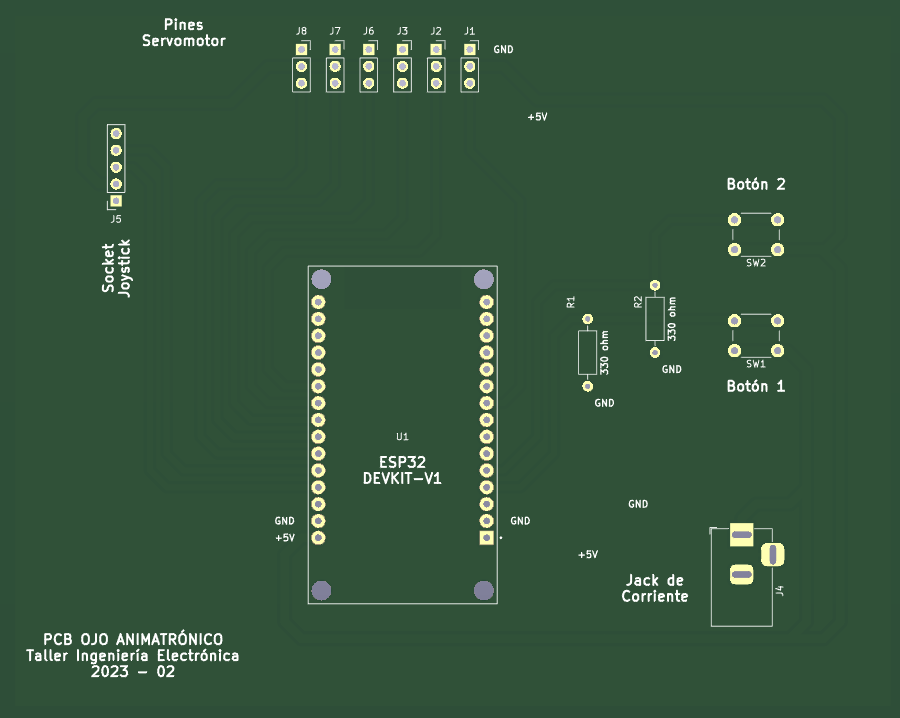 Pines
Servomotor
J8
J7
J6
J3
J2
J1
GND
+5V
J5
Socket
Joystick
Botón 2
SW2
R1
330 ohm
GND
R2
330 ohm
GND
SW1
Botón 1
U1
ESP32
DEVKIT-V1
GND
+5V
GND
GND
+5V
Jack de
Corriente
J4
PCB OJO ANIMATRÓNICO
Taller Ingeniería Electrónica
2023 - 02